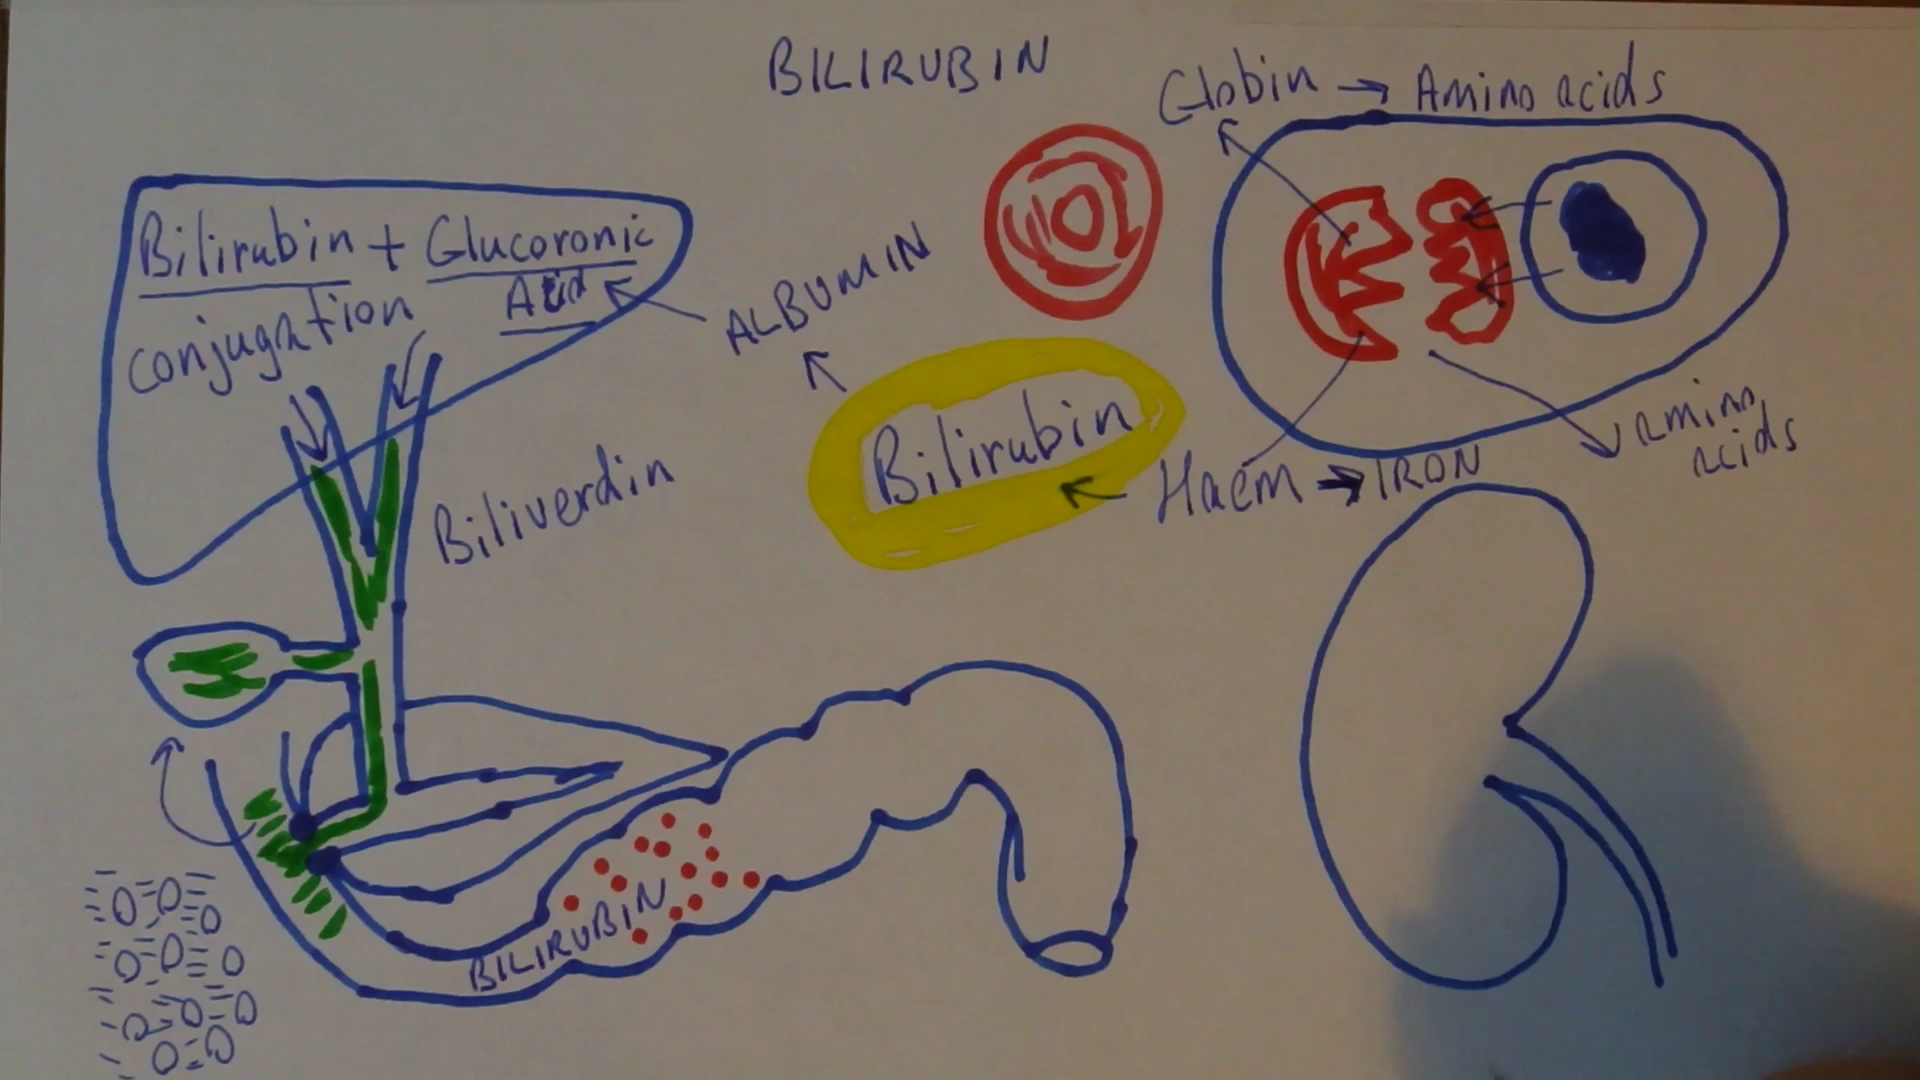 BILIRUBIN
Globin → Amino acids
Bilirubin + Glucoronic
Acid
conjugation
ALBUMIN
Bilirubin
Haem → IRON
amino
acids
Biliverdin
BILIRUBIN